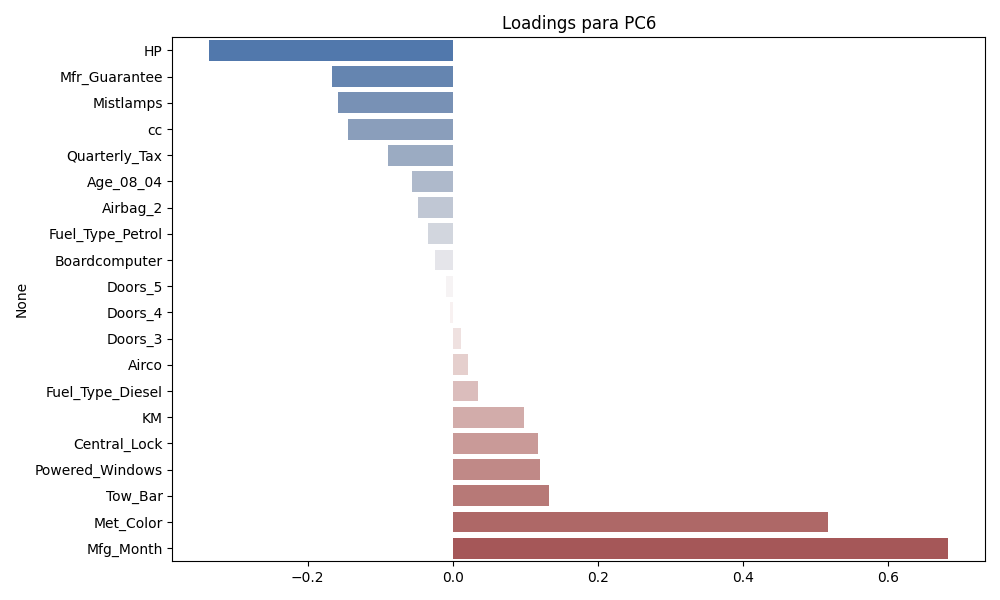 Loadings para PC6
HP
Mfr_Guarantee
Mistlamps
cc
Quarterly_Tax
Age_08_04
Airbag_2
Fuel_Type_Petrol
Boardcomputer
Doors_5
Doors_4
Doors_3
Airco
Fuel_Type_Diesel
KM
Central_Lock
Powered_Windows
Tow_Bar
Met_Color
Mfg_Month
None
−0.2 0.0 0.2 0.4 0.6